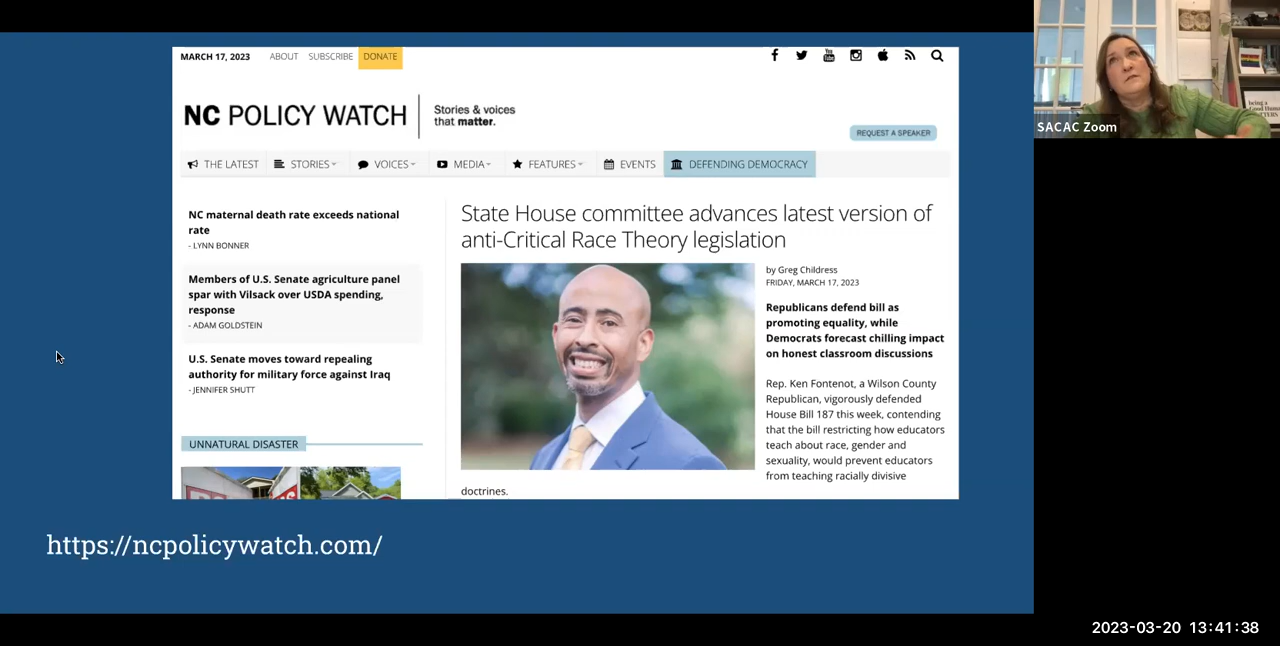 MARCH 17, 2023 ABOUT SUBSCRIBE DONATE
NC POLICY WATCH
Stories & voices
that matter.
REQUEST A SPEAKER
THE LATEST STORIES VOICES MEDIA FEATURES EVENTS DEFENDING DEMOCRACY
NC maternal death rate exceeds national
rate
- LYNN BONNER
Members of U.S. Senate agriculture panel
spar with Vilsack over USDA spending,
response
- ADAM GOLDSTEIN
U.S. Senate moves toward repealing
authority for military force against Iraq
- JENNIFER SHUTT
UNNATURAL DISASTER
State House committee advances latest version of
anti-Critical Race Theory legislation
by Greg Childress
FRIDAY, MARCH 17, 2023
Republicans defend bill as
promoting equality, while
Democrats forecast chilling impact
on honest classroom discussions
Rep. Ken Fontenot, a Wilson County
Republican, vigorously defended
House Bill 187 this week, contending
that the bill restricting how educators
teach about race, gender and
sexuality, would prevent educators
from teaching racially divisive
doctrines.
https://ncpolicywatch.com/
SACAC Zoom
2023-03-20 13:41:38